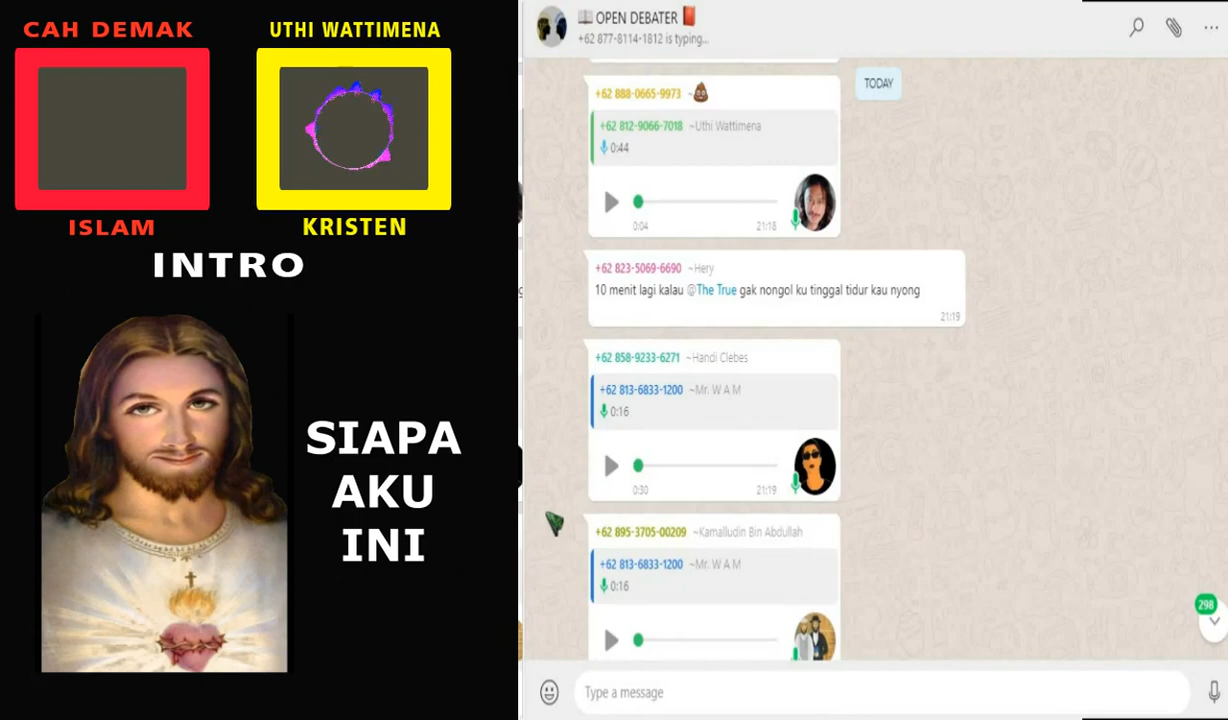 CAH DEMAK
UTHI WATTIMENA
ISLAM
KRISTEN
INTRO
SIAPA
AKU
INI
OPEN DEBATER
+62 877-8114-1812 is typing...
TODAY
+62 888-0665-9973 ~💩
+62 812-9066-7018 ~Uthi Wattimena
0:44
0:04 21:18
+62 823-5069-6690 ~Hery
10 menit lagi kalau @The True gak nongol ku tinggal tidur kau nyong
21:19
+62 858-9233-6271 ~Handi Clebes
+62 813-6833-1200 ~Mr. W A M
0:16
0:30 21:19
+62 895-3705-00209 ~Kamalludin Bin Abdullah
+62 813-6833-1200 ~Mr. W A M
0:16
298
Type a message